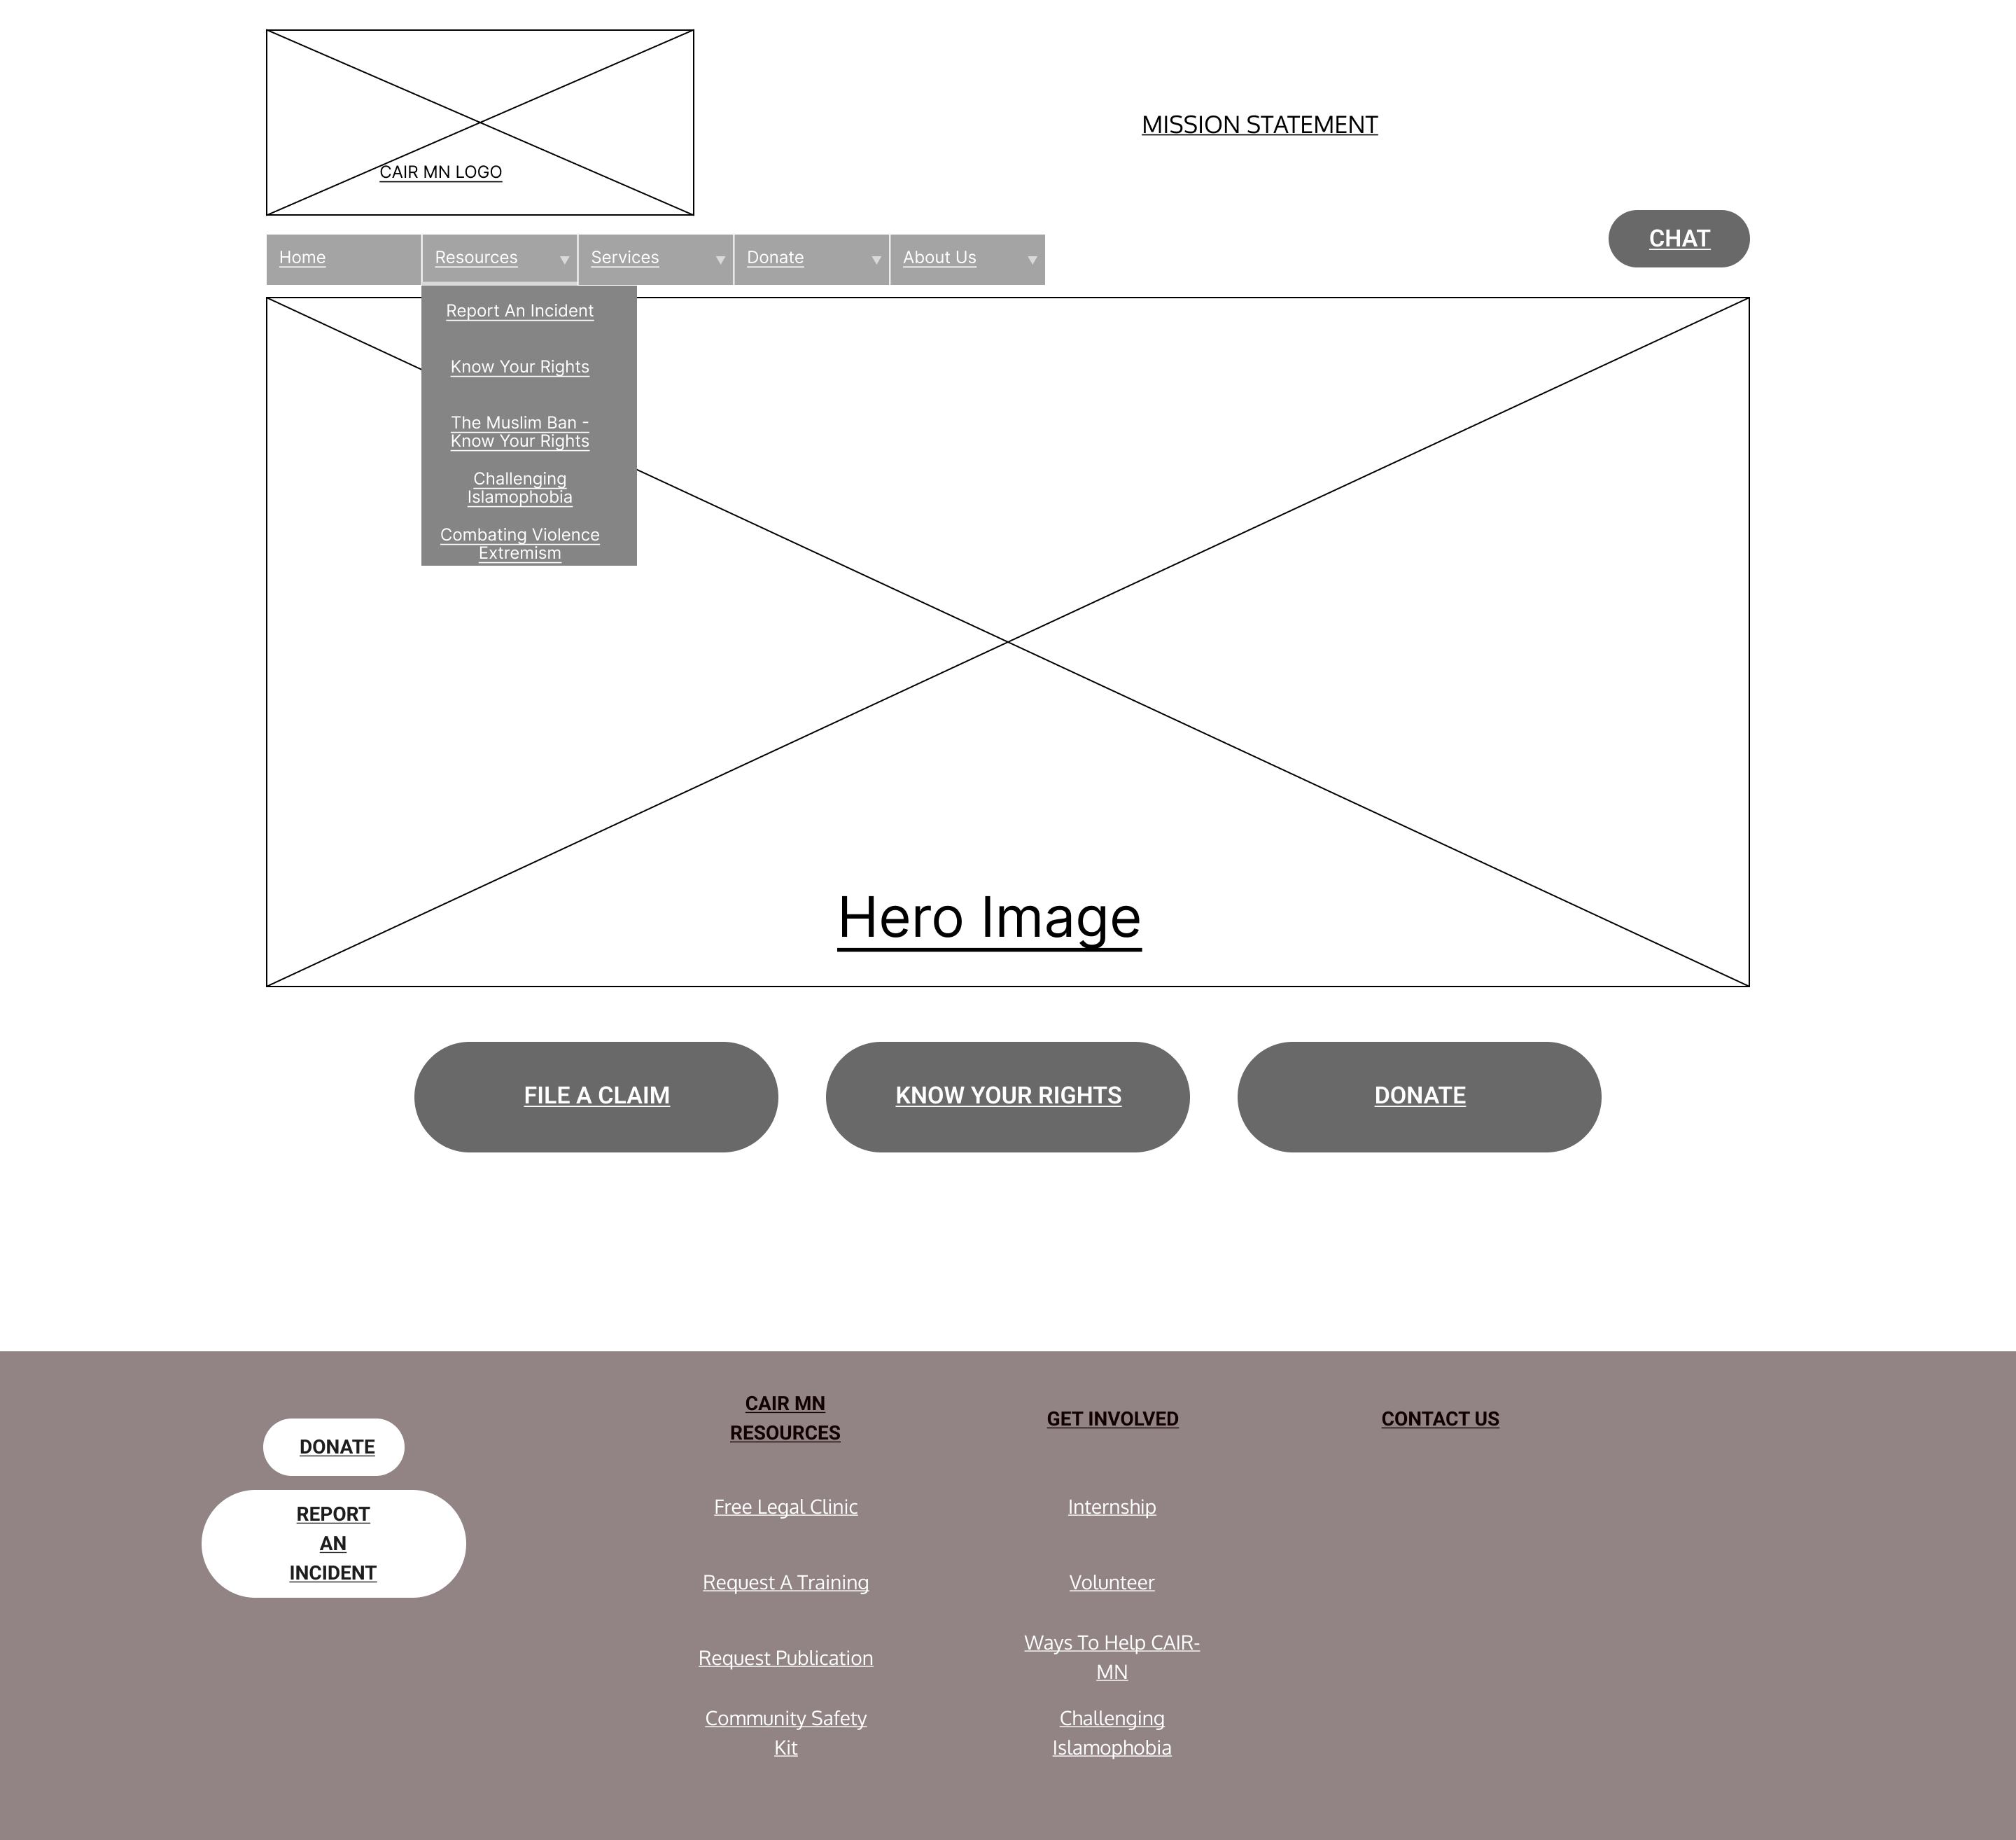 MISSION STATEMENT
CAIR MN LOGO
CHAT
Home
Resources
Services
Donate
About Us
Report An Incident
Know Your Rights
The Muslim Ban -
Know Your Rights
Challenging
Islamophobia
Combating Violence
Extremism
Hero Image
FILE A CLAIM
KNOW YOUR RIGHTS
DONATE
DONATE
REPORT
AN
INCIDENT
CAIR MN
RESOURCES
Free Legal Clinic
Request A Training
Request Publication
Community Safety
Kit
GET INVOLVED
Internship
Volunteer
Ways To Help CAIR-
MN
Challenging
Islamophobia
CONTACT US